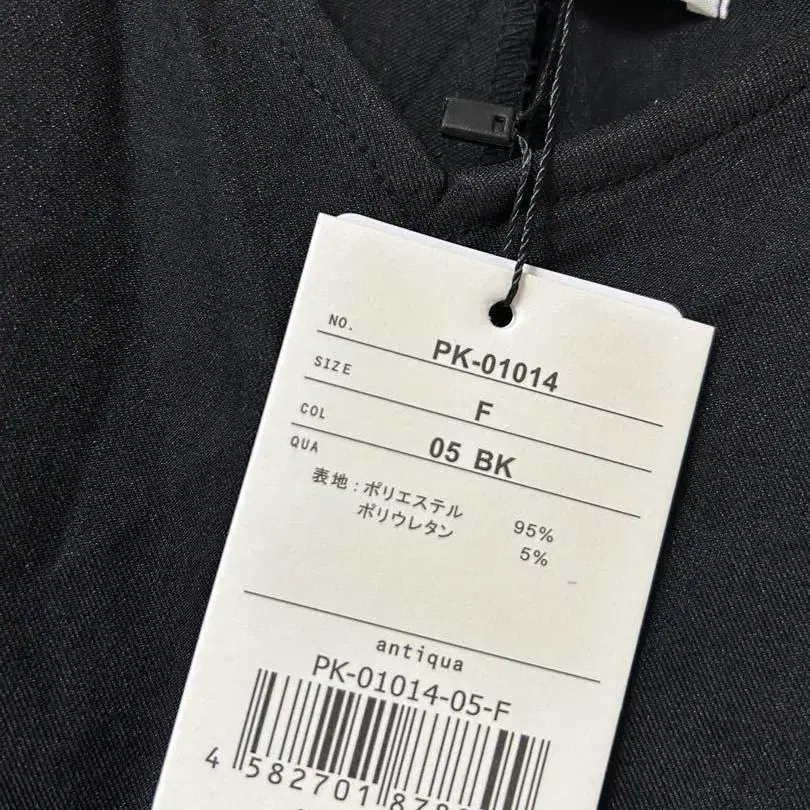 NO. PK-01014
SIZE F
COL 05 BK
QUA
表地:ポリエステル 95%
ポリウレタン 5%
antiqua
PK-01014-05-F
4 582701